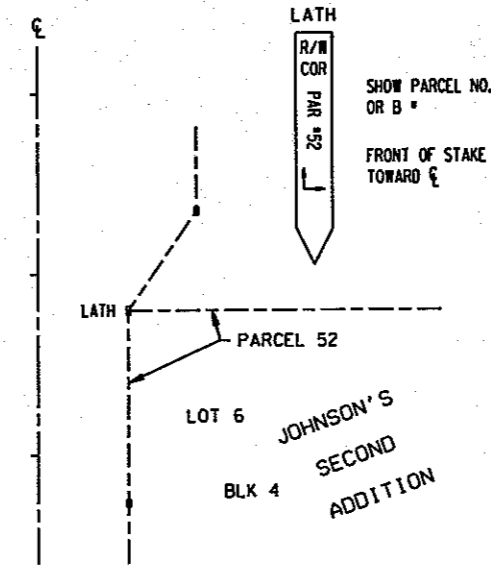 ℄
LATH
R/W
COR
PAR #52
SHOW PARCEL NO.
OR B #
FRONT OF STAKE
TOWARD ℄
LATH
PARCEL 52
LOT 6
BLK 4
JOHNSON'S
SECOND
ADDITION